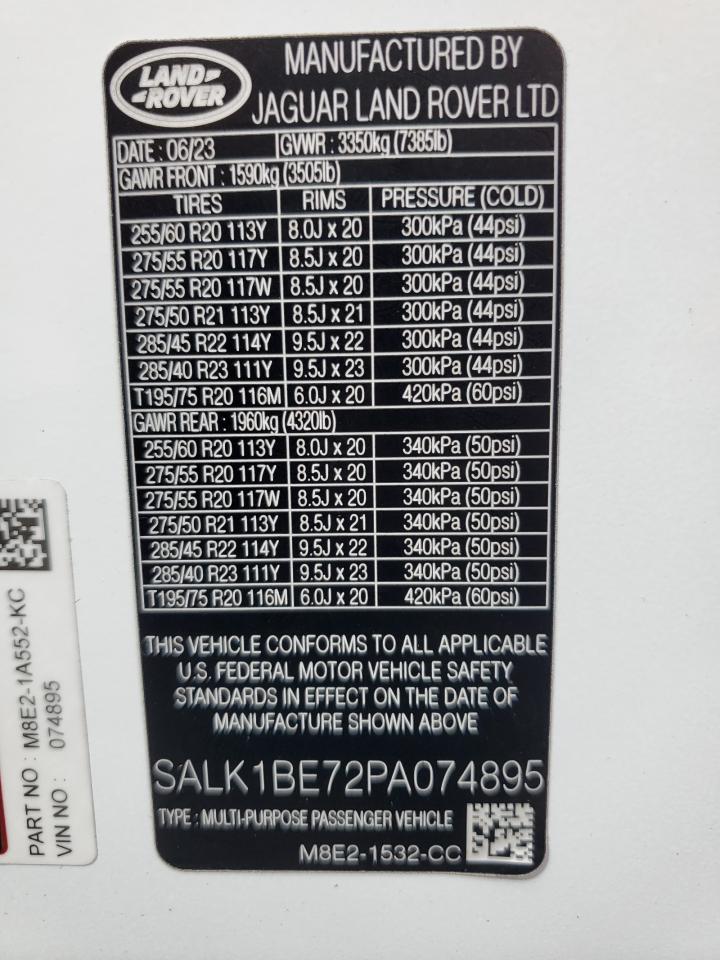 LAND
ROVER
MANUFACTURED BY
JAGUAR LAND ROVER LTD
DATE : 06/23 GVWR : 3350kg (7385lb)
GAWR FRONT : 1590kg (3505lb)
TIRES RIMS PRESSURE (COLD)
255/60 R20 113Y 8.0J x 20 300kPa (44psi)
275/55 R20 117Y 8.5J x 20 300kPa (44psi)
275/55 R20 117W 8.5J x 20 300kPa (44psi)
275/50 R21 113Y 8.5J x 21 300kPa (44psi)
285/45 R22 114Y 9.5J x 22 300kPa (44psi)
285/40 R23 111Y 9.5J x 23 300kPa (44psi)
T195/75 R20 116M 6.0J x 20 420kPa (60psi)
GAWR REAR : 1960kg (4320lb)
255/60 R20 113Y 8.0J x 20 340kPa (50psi)
275/55 R20 117Y 8.5J x 20 340kPa (50psi)
275/55 R20 117W 8.5J x 20 340kPa (50psi)
275/50 R21 113Y 8.5J x 21 340kPa (50psi)
285/45 R22 114Y 9.5J x 22 340kPa (50psi)
285/40 R23 111Y 9.5J x 23 340kPa (50psi)
T195/75 R20 116M 6.0J x 20 420kPa (60psi)
THIS VEHICLE CONFORMS TO ALL APPLICABLE
U.S. FEDERAL MOTOR VEHICLE SAFETY
STANDARDS IN EFFECT ON THE DATE OF
MANUFACTURE SHOWN ABOVE
SALK1BE72PA074895
TYPE : MULTI-PURPOSE PASSENGER VEHICLE
M8E2-1532-CC
PART NO : M8E2-1A552-KC
VIN NO : 074895